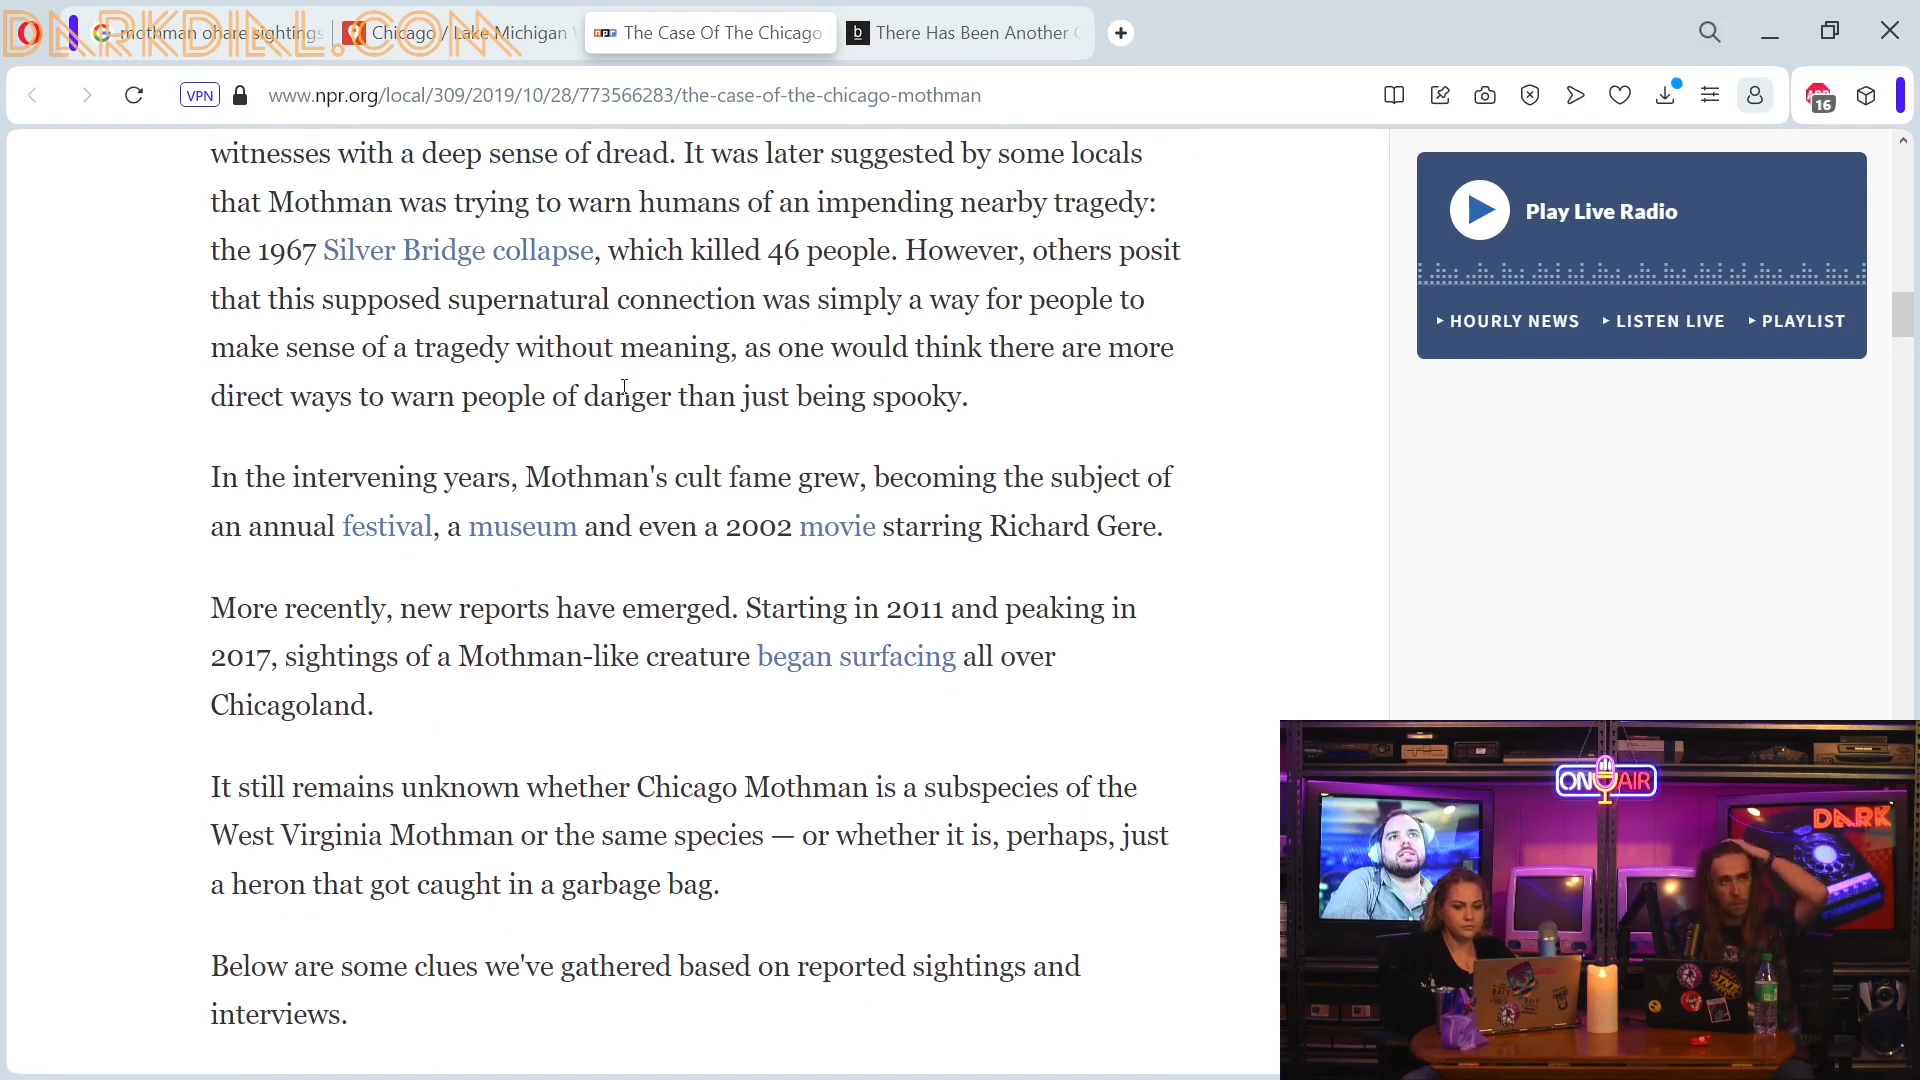 DARKDIAL.COM
mothman ohare sightings
Chicago / Lake Michigan
The Case Of The Chicago
There Has Been Another
VPN
www.npr.org/local/309/2019/10/28/773566283/the-case-of-the-chicago-mothman
16
witnesses with a deep sense of dread. It was later suggested by some locals
that Mothman was trying to warn humans of an impending nearby tragedy:
the 1967 Silver Bridge collapse, which killed 46 people. However, others posit
that this supposed supernatural connection was simply a way for people to
make sense of a tragedy without meaning, as one would think there are more
direct ways to warn people of danger than just being spooky.
In the intervening years, Mothman's cult fame grew, becoming the subject of
an annual festival, a museum and even a 2002 movie starring Richard Gere.
More recently, new reports have emerged. Starting in 2011 and peaking in
2017, sightings of a Mothman-like creature began surfacing all over
Chicagoland.
It still remains unknown whether Chicago Mothman is a subspecies of the
West Virginia Mothman or the same species — or whether it is, perhaps, just
a heron that got caught in a garbage bag.
Below are some clues we've gathered based on reported sightings and
interviews.
Play Live Radio
HOURLY NEWS
LISTEN LIVE
PLAYLIST
ON AIR
DARK